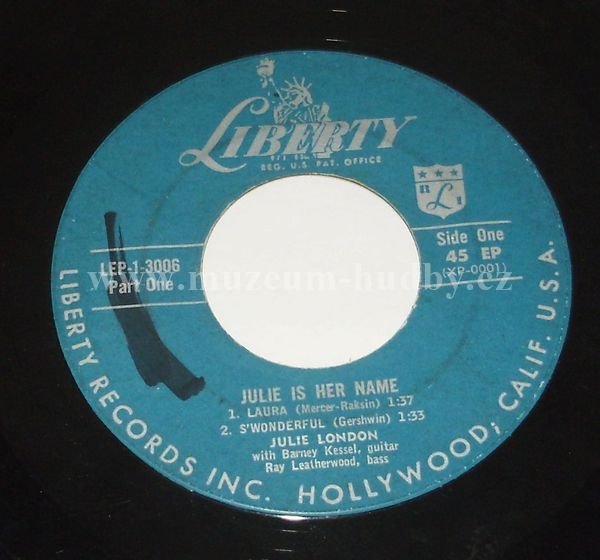 LIBERTY
REG. U.S. PAT. OFFICE
R L I
Side One
45 EP
(XP-0001)
LEP-1-3006
Part One
www.muzeum-hudby.cz
JULIE IS HER NAME
1. LAURA (Mercer-Raksin) 1:37
2. S'WONDERFUL (Gershwin) 1:33
JULIE LONDON
with Barney Kessel, guitar
Ray Leatherwood, bass
LIBERTY RECORDS INC. HOLLYWOOD; CALIF. U.S.A.